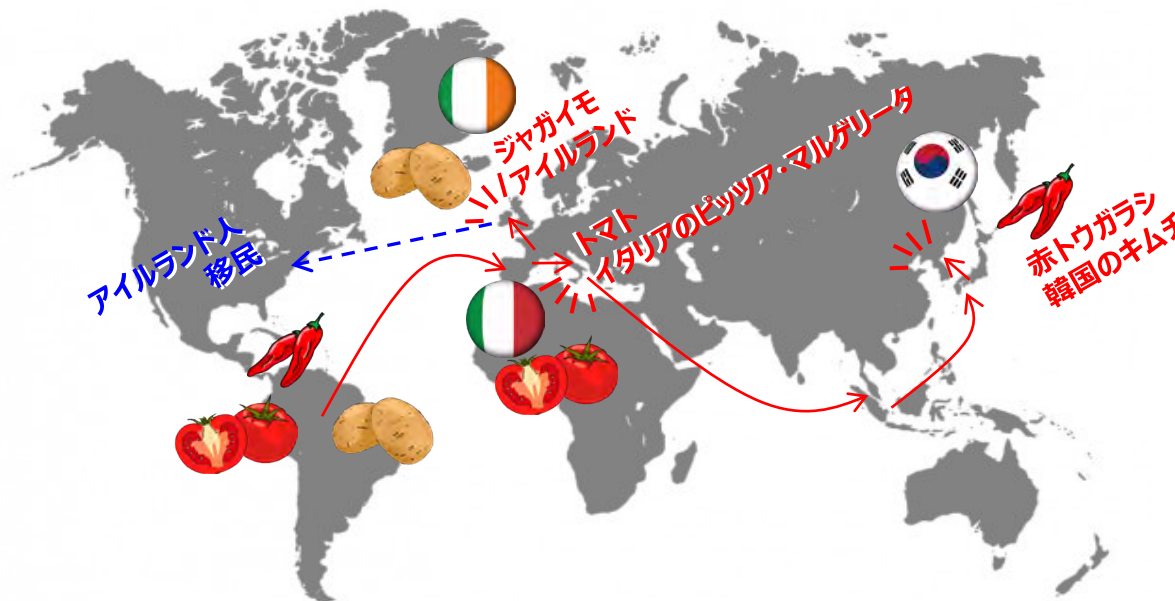 ジャガイモ
アイルランド
トマト
イタリアのピッツア・マルゲリータ
アイルランド人
移民
赤トウガラシ
韓国のキムチ